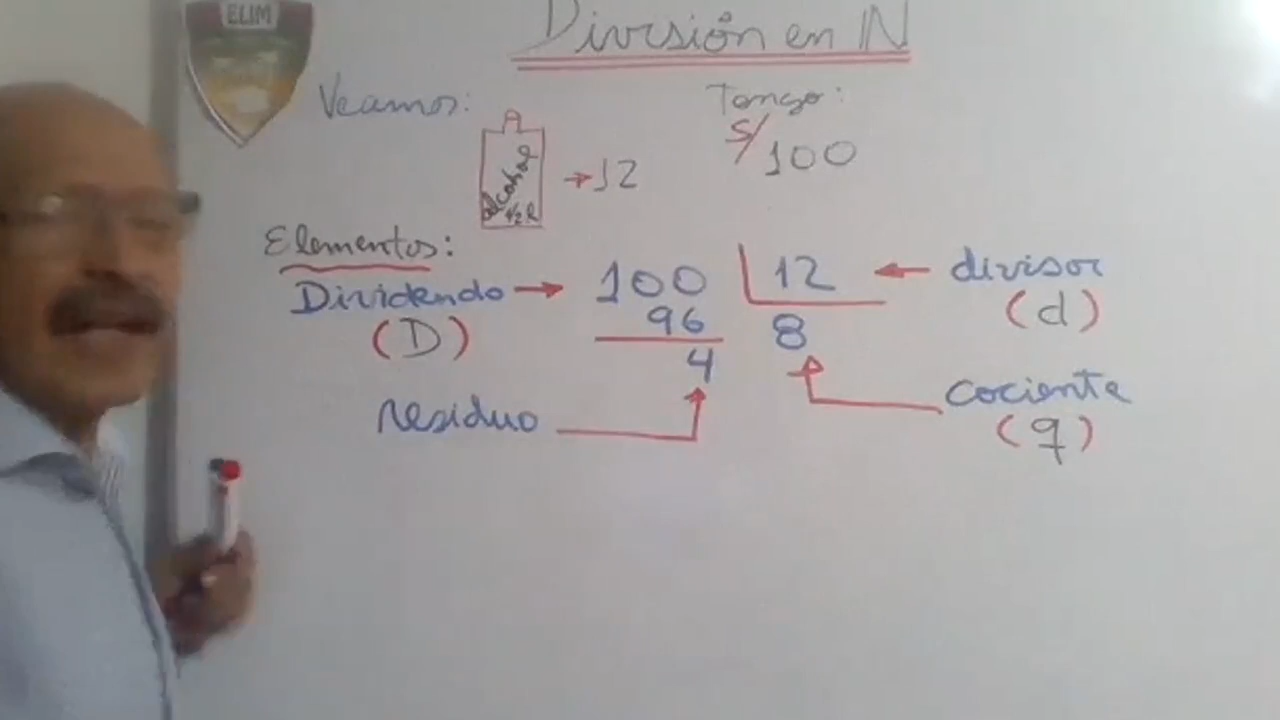 ELIM
División en ℕ
Veamos:
Tengo:
alcohol
1/2 l
→12
S/100
Elementos:
Dividendo → 100 12 ← divisor
(D)
(d)
96 8
4
residuo
cociente
(q)